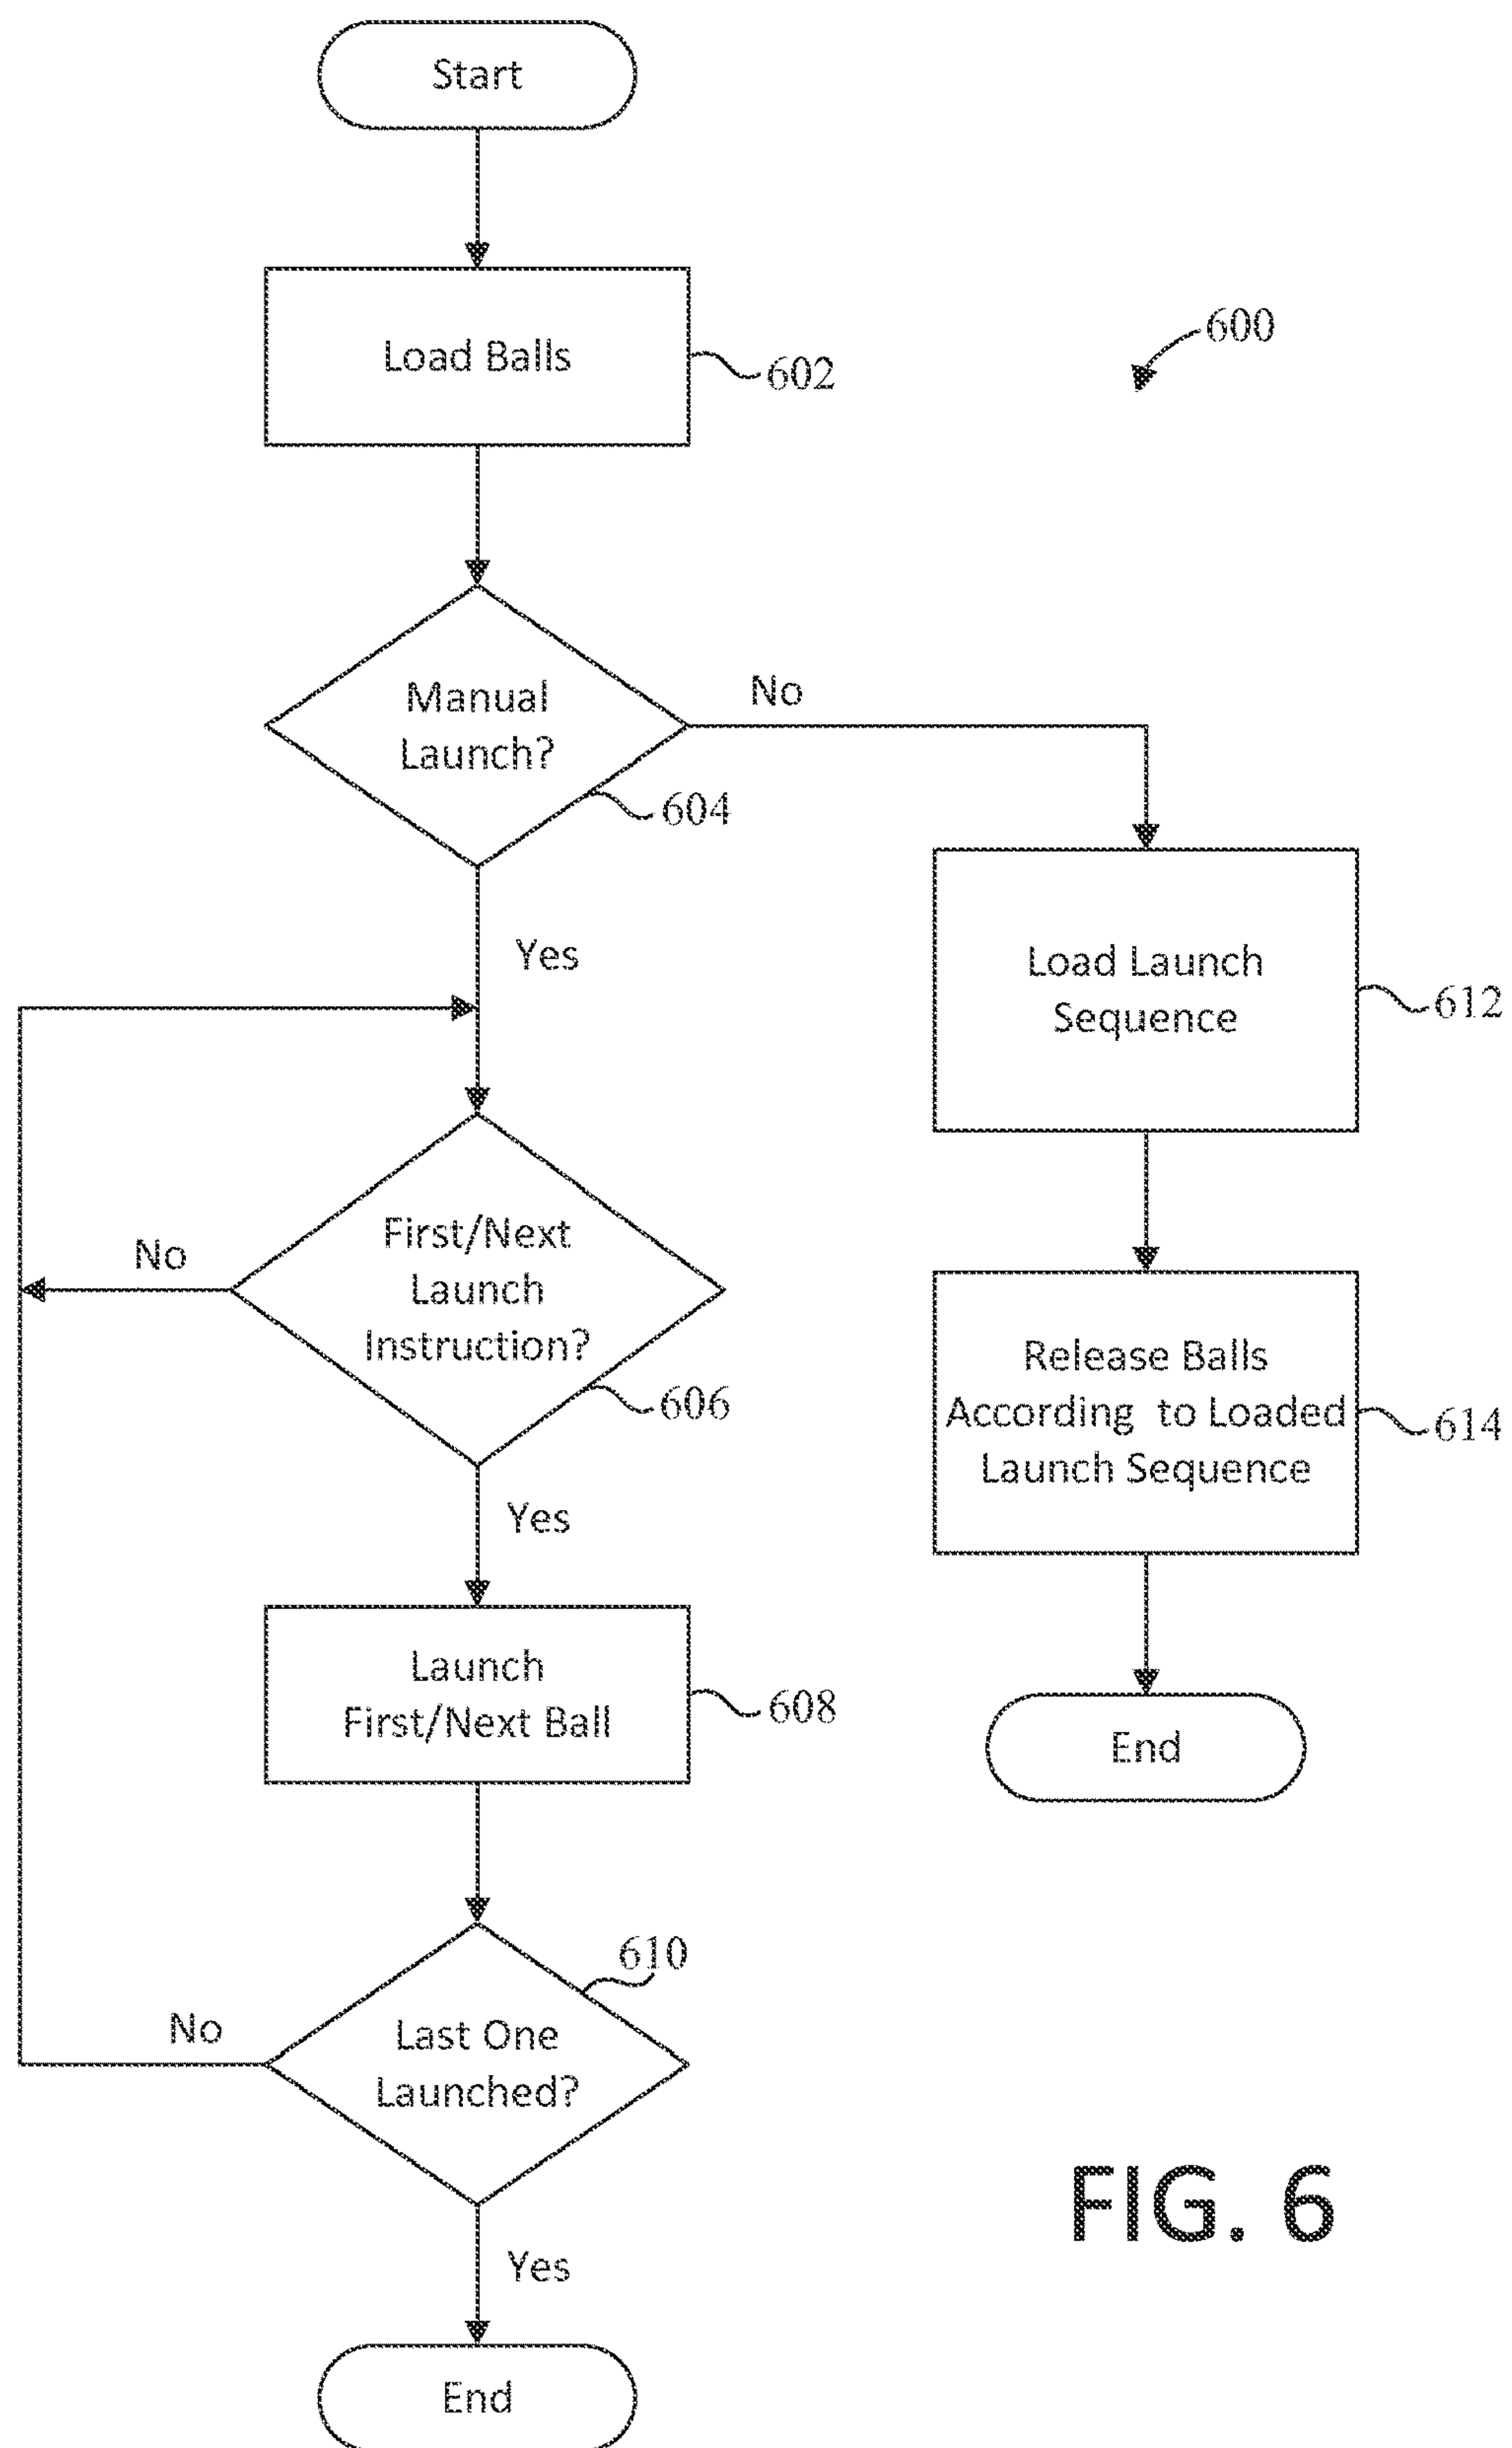 Start
Load Balls
602
600
Manual
Launch?
604
No
Yes
Load Launch
Sequence
612
First/Next
Launch
Instruction?
606
No
Yes
Release Balls
According to Loaded
Launch Sequence
614
Launch
First/Next Ball
608
End
610
Last One
Launched?
No
Yes
End
FIG. 6